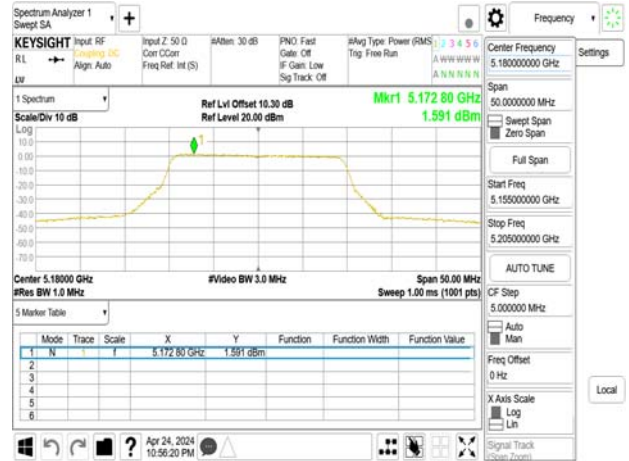 Spectrum Analyzer 1
Swept SA
+
Frequency
KEYSIGHT
RL
Input: RF
Coupling: DC
Align: Auto
Input Z: 50 Ω
Corr CCorr
Freq Ref: Int (S)
#Atten: 30 dB
PNO: Fast
Gate: Off
IF Gain: Low
Sig Track: Off
#Avg Type: Power (RMS)
Trig: Free Run
1 2 3 4 5 6
A W W W W W
A N N N N N
Settings
Center Frequency
5.180000000 GHz
Span
50.0000000 MHz
Swept Span
Zero Span
Full Span
Start Freq
5.155000000 GHz
Stop Freq
5.205000000 GHz
AUTO TUNE
CF Step
5.000000 MHz
Auto
Man
Freq Offset
0 Hz
X Axis Scale
Log
Lin
Signal Track
(Span Zoom)
Local
1 Spectrum
Scale/Div 10 dB
Ref Lvl Offset 10.30 dB
Ref Level 20.00 dBm
Mkr1 5.172 80 GHz
1.591 dBm
Log
10.0
0.00
-10.0
-20.0
-30.0
-40.0
-50.0
-60.0
-70.0
1
Center 5.18000 GHz
#Res BW 1.0 MHz
#Video BW 3.0 MHz
Span 50.00 MHz
Sweep 1.00 ms (1001 pts)
5 Marker Table
Mode Trace Scale X Y Function Function Width Function Value
1 N 1 f 5.172 80 GHz 1.591 dBm
2
3
4
5
6
?
Apr 24, 2024
10:56:20 PM